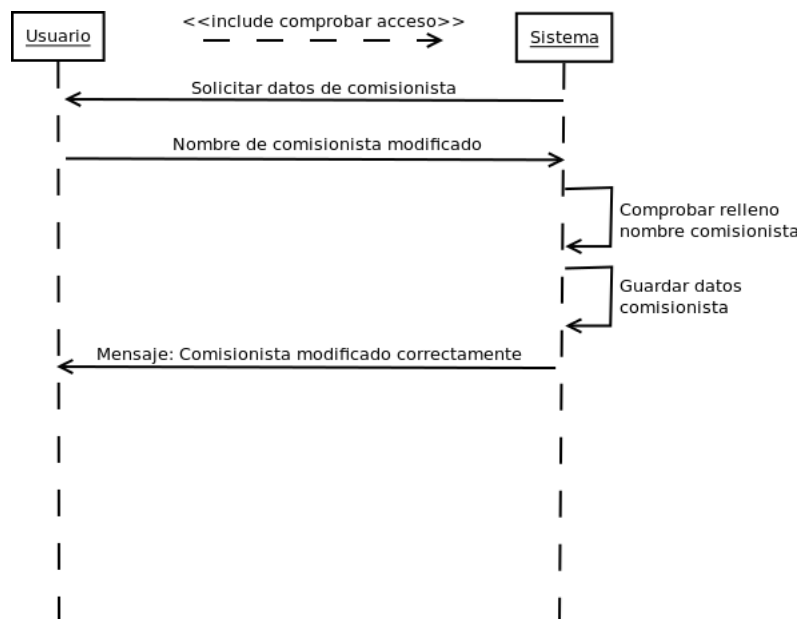 <<include comprobar acceso>>
Usuario
Sistema
Solicitar datos de comisionista
Nombre de comisionista modificado
Comprobar relleno
nombre comisionista
Guardar datos
comisionista
Mensaje: Comisionista modificado correctamente